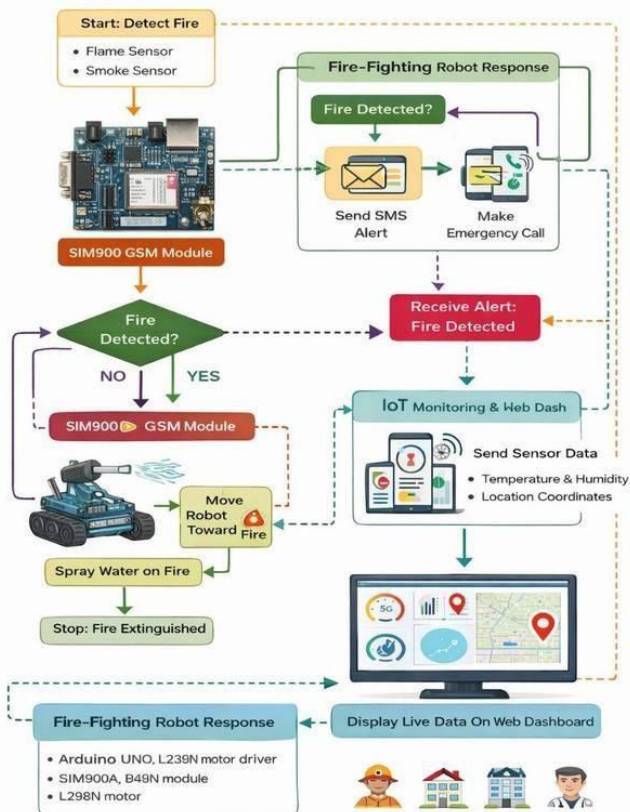 Start: Detect Fire
• Flame Sensor
• Smoke Sensor
Fire-Fighting Robot Response
Fire Detected?
Send SMS
Alert
Make
Emergency Call
SIM900 GSM Module
Receive Alert:
Fire Detected
Fire
Detected?
NO
YES
SIM900 GSM Module
IoT Monitoring & Web Dash
Send Sensor Data
• Temperature & Humidity
• Location Coordinates
Move
Robot
Toward
Fire
Spray Water on Fire
Stop: Fire Extinguished
5G
Fire-Fighting Robot Response
• Arduino UNO, L239N motor driver
• SIM900A, B49N module
• L298N motor
Display Live Data On Web Dashboard